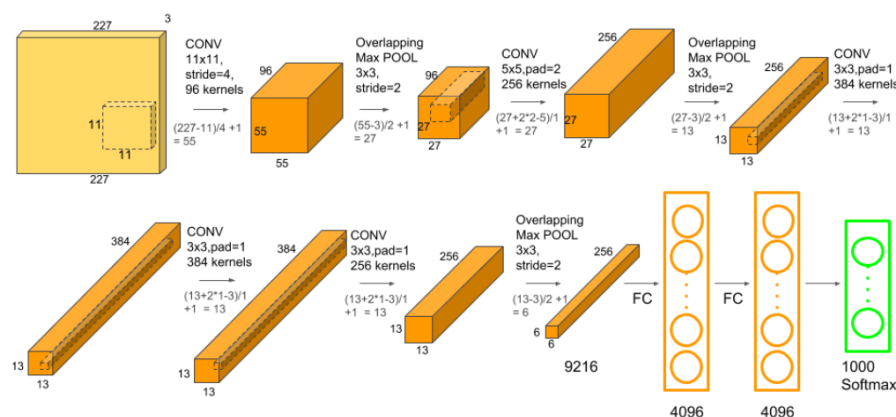 227
3
227
11
11
227
CONV
11x11,
stride=4,
96 kernels
(227-11)/4 +1
= 55
96
55
55
Overlapping
Max POOL
3x3,
stride=2
(55-3)/2 +1
= 27
96
27
27
CONV
5x5,pad=2
256 kernels
(27+2*2-5)/1
+1 = 27
256
27
27
Overlapping
Max POOL
3x3,
stride=2
(27-3)/2 +1
= 13
256
13
13
CONV
3x3,pad=1
384 kernels
(13+2*1-3)/1
+1 = 13
384
13
13
CONV
3x3,pad=1
384 kernels
(13+2*1-3)/1
+1 = 13
384
13
13
CONV
3x3,pad=1
256 kernels
(13+2*1-3)/1
+1 = 13
256
13
13
Overlapping
Max POOL
3x3,
stride=2
(13-3)/2 +1
= 6
256
6
6
9216
FC
4096
FC
4096
1000
Softmax